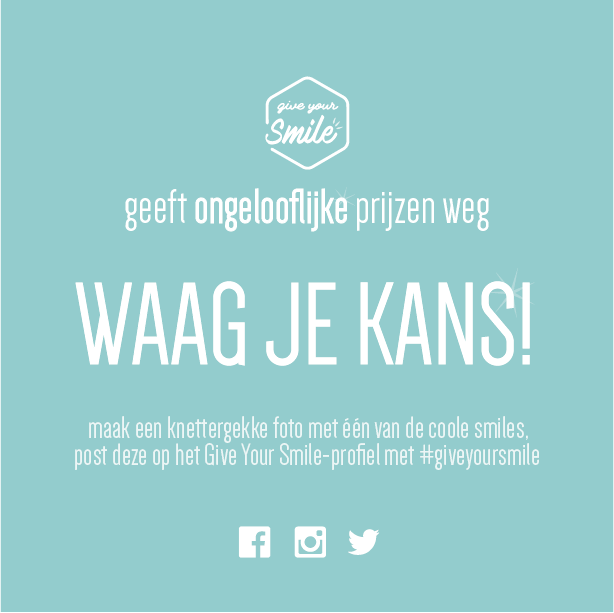 give your
Smile
geeft ongelooflijke prijzen weg
WAAG JE KANS!
maak een knettergekke foto met één van de coole smiles,
post deze op het Give Your Smile-profiel met #giveyoursmile